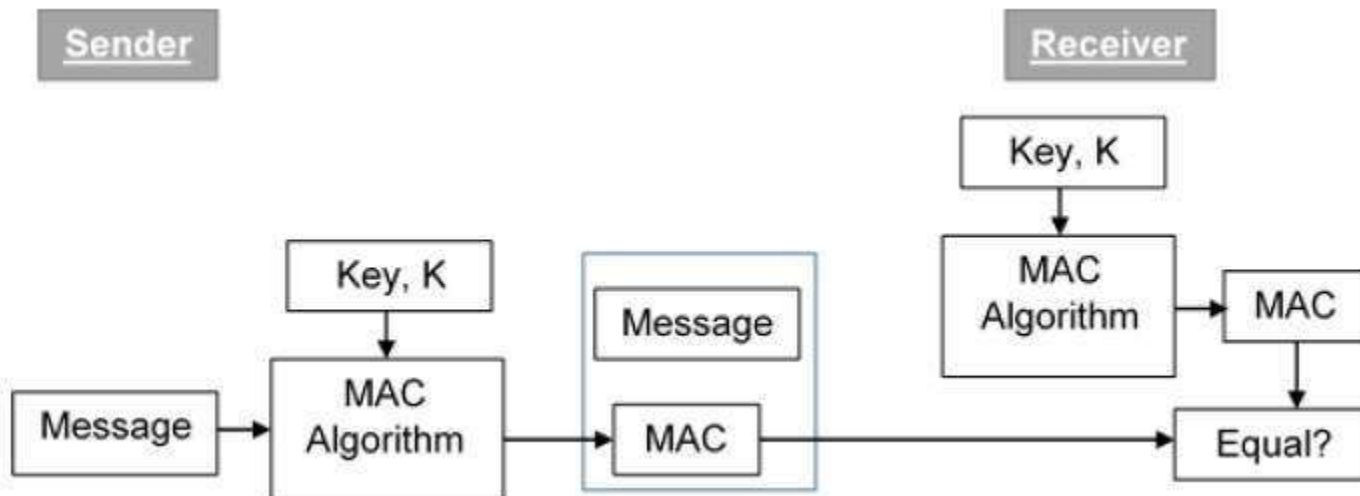 Sender
Receiver
Key, K
MAC
Algorithm
MAC
Key, K
Message
Message
MAC
Algorithm
MAC
Equal?